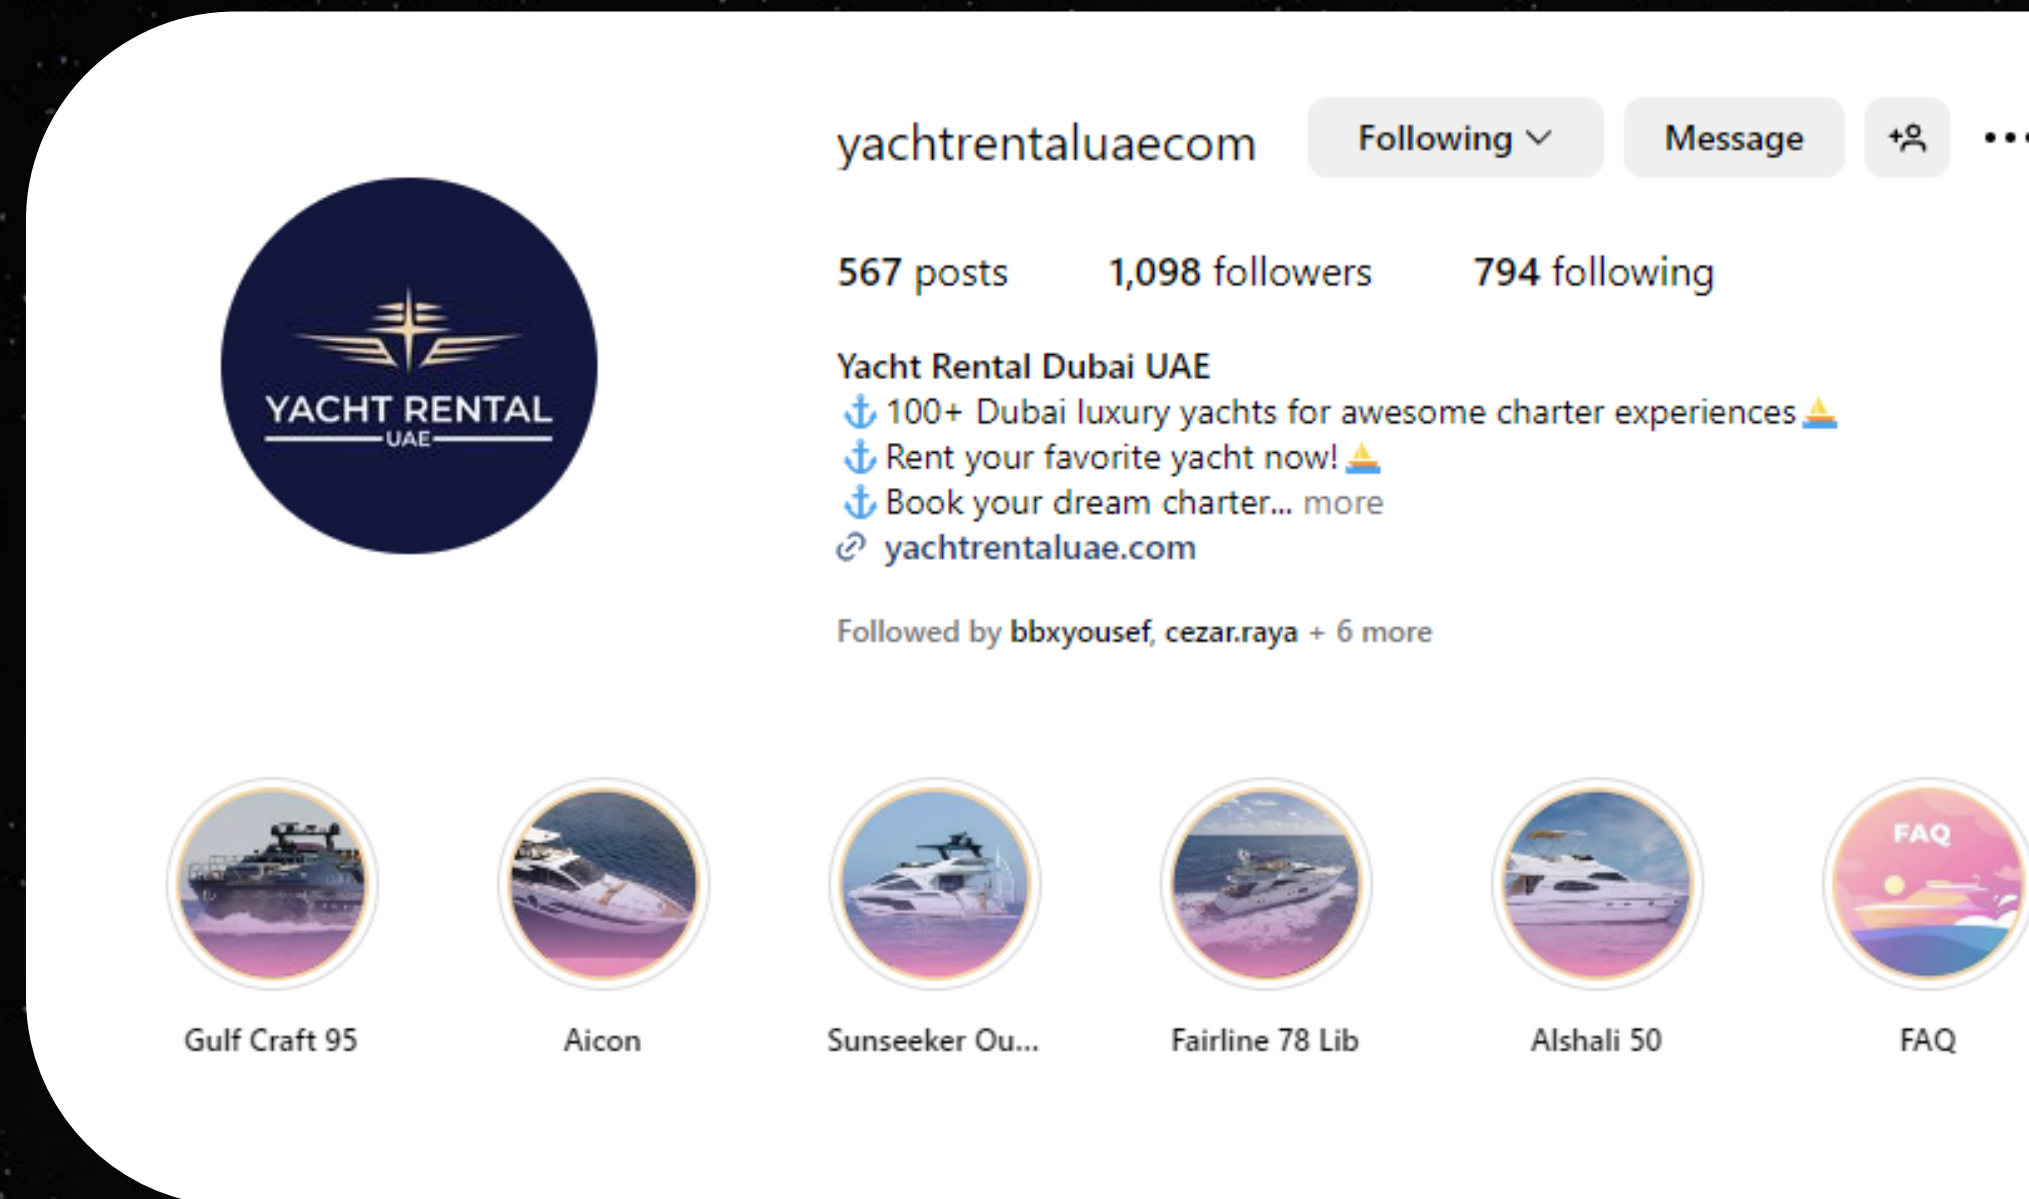 yachtrentaluaecom
Following
Message
567 posts
1,098 followers
794 following
YACHT RENTAL
UAE
Yacht Rental Dubai UAE
⚓100+ Dubai luxury yachts for awesome charter experiences⛵
⚓Rent your favorite yacht now!⛵
⚓Book your dream charter... more
yachtrentaluae.com
Followed by bbxyousef, cezar.raya + 6 more
FAQ
Gulf Craft 95
Aicon
Sunseeker Ou...
Fairline 78 Lib
Alshali 50
FAQ